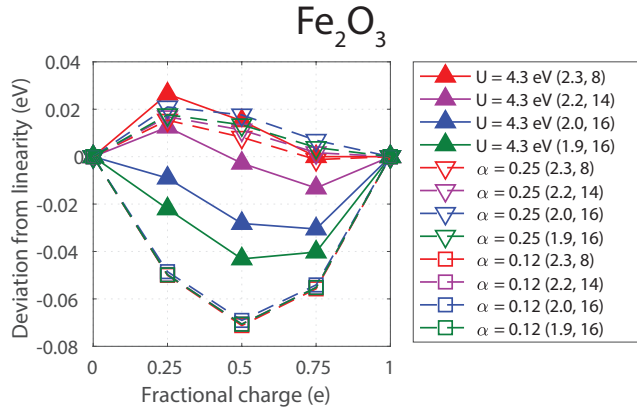 Fe₂O₃
0.04
0.02
0
-0.02
-0.04
-0.06
-0.08
Deviation from linearity (eV)
0
0.25
0.5
0.75
1
Fractional charge (e)
U = 4.3 eV (2.3, 8)
U = 4.3 eV (2.2, 14)
U = 4.3 eV (2.0, 16)
U = 4.3 eV (1.9, 16)
α = 0.25 (2.3, 8)
α = 0.25 (2.2, 14)
α = 0.25 (2.0, 16)
α = 0.25 (1.9, 16)
α = 0.12 (2.3, 8)
α = 0.12 (2.2, 14)
α = 0.12 (2.0, 16)
α = 0.12 (1.9, 16)